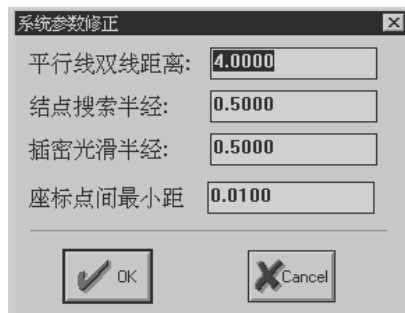 系统参数修正
平行线双线距离: 4.0000
结点搜索半经: 0.5000
插密光滑半经: 0.5000
座标点间最小距 0.0100
OK Cancel